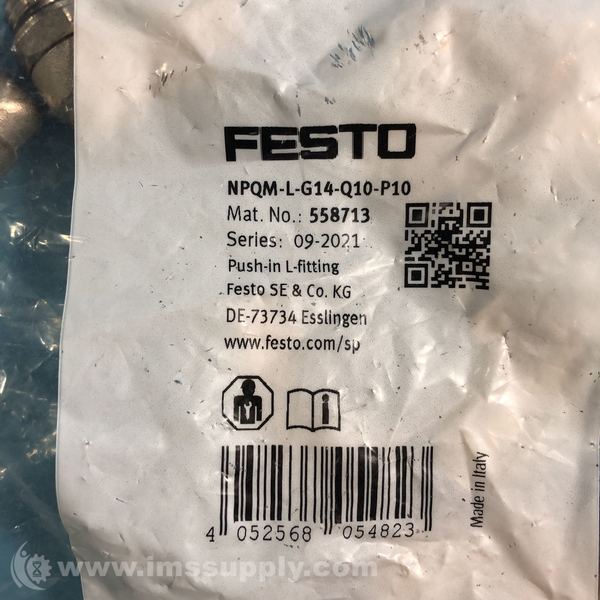 FESTO
NPQM-L-G14-Q10-P10
Mat. No.: 558713
Series: 09-2021
Push-in L-fitting
Festo SE & Co. KG
DE-73734 Esslingen
www.festo.com/sp
i
4 052568 054823
Made in Italy
www.imssupply.com